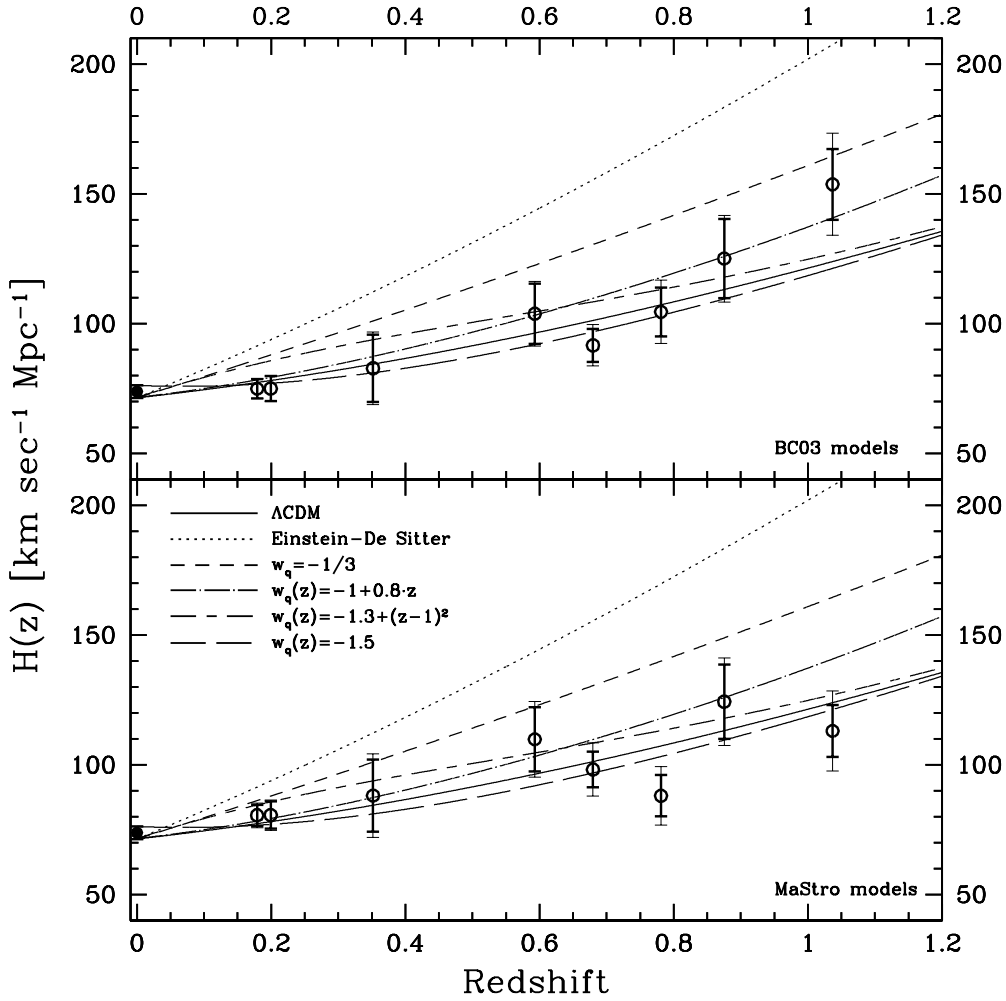 0 0.2 0.4 0.6 0.8 1 1.2
200 200
150 150
100 100
50 50
BC03 models
H(z) [km sec⁻¹ Mpc⁻¹]
200 200
ΛCDM
Einstein-De Sitter
w_q=-1/3
w_q(z)=-1+0.8·z
w_q(z)=-1.3+(z-1)²
w_q(z)=-1.5
150 150
100 100
50 50
MaStro models
0 0.2 0.4 0.6 0.8 1 1.2
Redshift